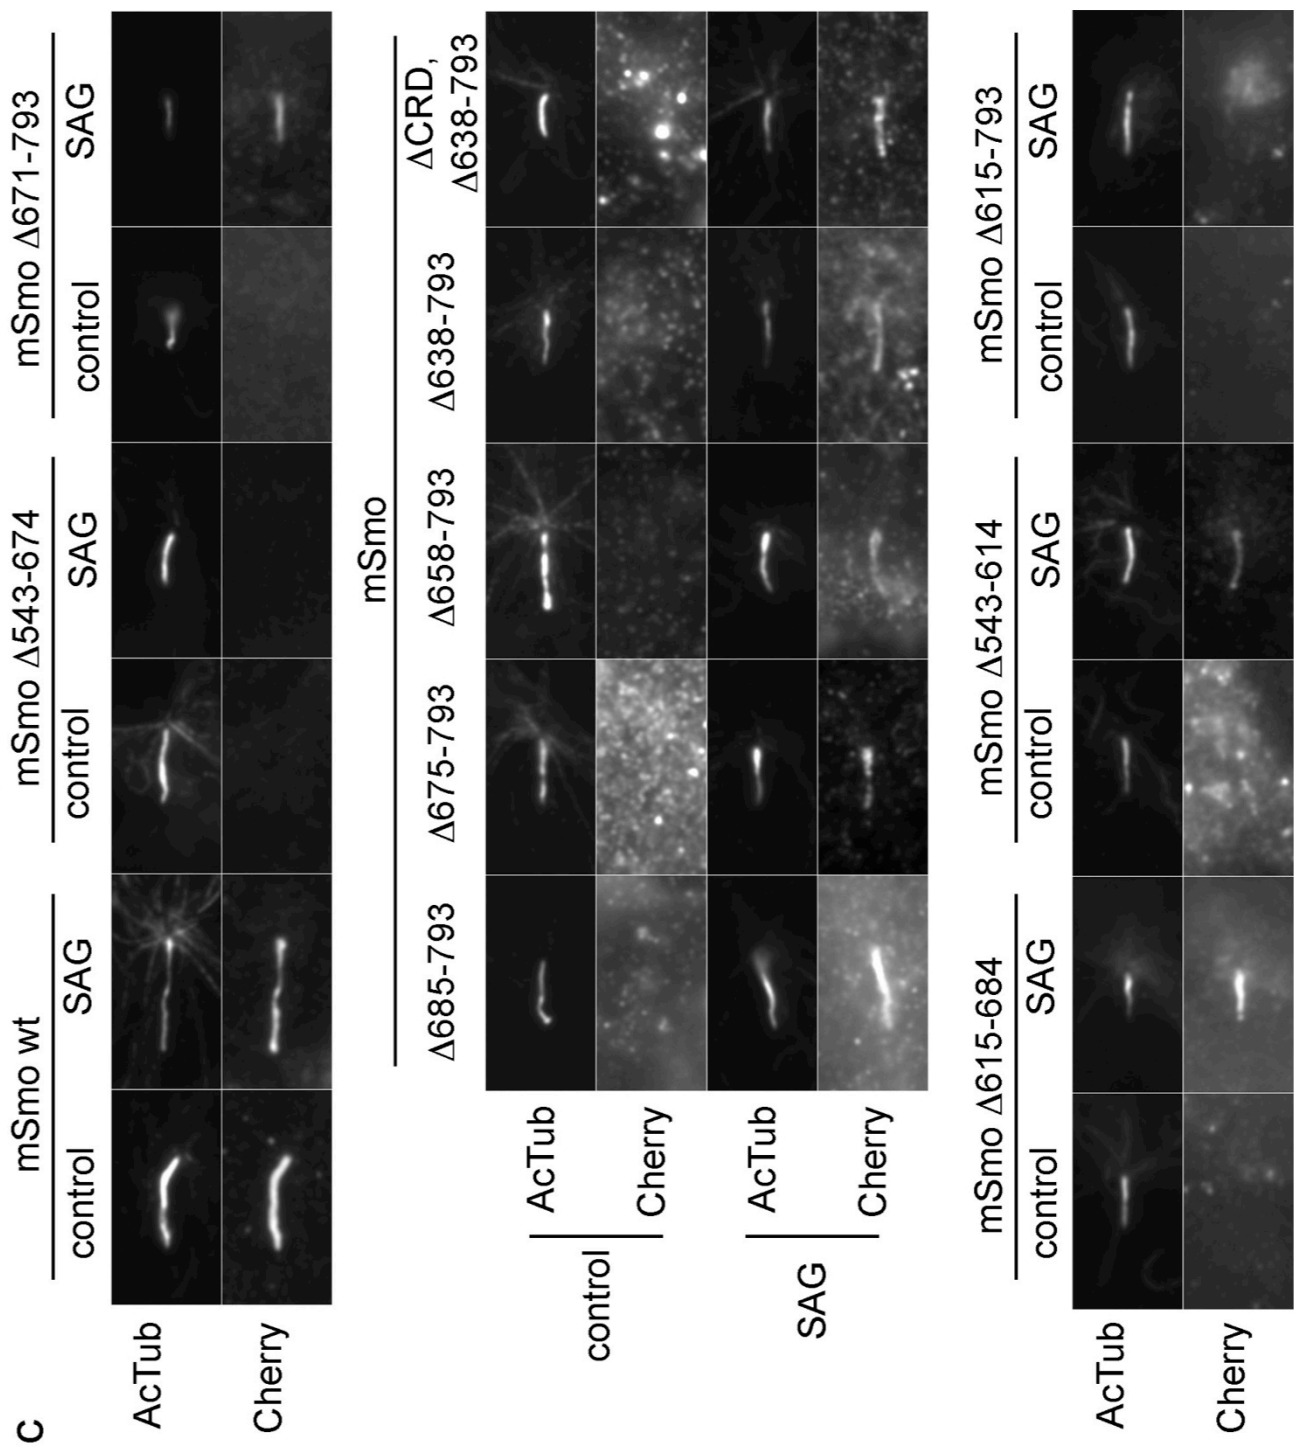 c
mSmo wt
mSmo Δ543-674
mSmo Δ671-793
control
SAG
control
SAG
control
SAG
AcTub
Cherry
mSmo
Δ685-793
Δ675-793
Δ658-793
Δ638-793
ΔCRD,
Δ638-793
control
AcTub
Cherry
SAG
AcTub
Cherry
mSmo Δ615-684
mSmo Δ543-614
mSmo Δ615-793
control
SAG
control
SAG
control
SAG
AcTub
Cherry